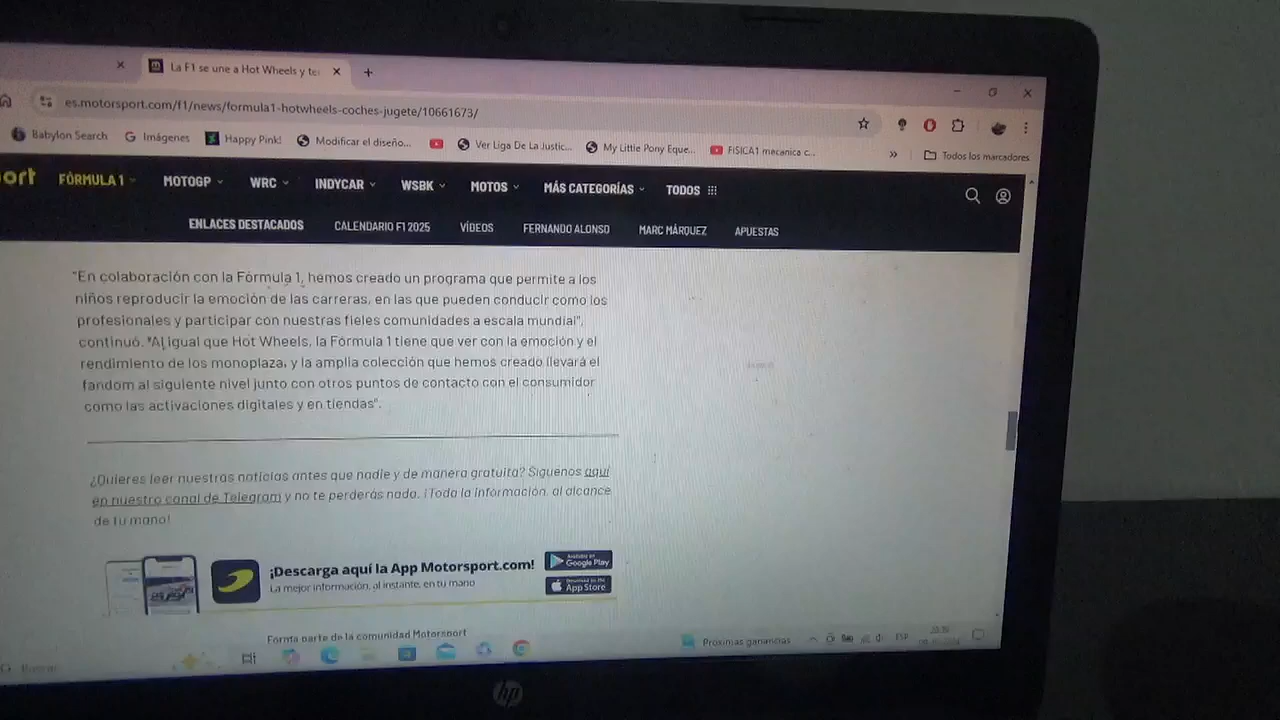 La F1 se une a Hot Wheels y te
es.motorsport.com/f1/news/formula1-hotwheels-coches-jugete/10661673/
Babylon Search Imágenes Happy Pink! Modificar el diseño... Ver Liga De La Justic... My Little Pony Eque... FISICA1 mecanica c... » Todos los marcadores
ort FÓRMULA 1 MOTOGP WRC INDYCAR WSBK MOTOS MÁS CATEGORÍAS TODOS
ENLACES DESTACADOS CALENDARIO F1 2025 VÍDEOS FERNANDO ALONSO MARC MÁRQUEZ APUESTAS
"En colaboración con la Fórmula 1, hemos creado un programa que permite a los
niños reproducir la emoción de las carreras, en las que pueden conducir como los
profesionales y participar con nuestras fieles comunidades a escala mundial",
continuó. "Al igual que Hot Wheels, la Fórmula 1 tiene que ver con la emoción y el
rendimiento de los monoplaza, y la amplia colección que hemos creado llevará el
fandom al siguiente nivel junto con otros puntos de contacto con el consumidor
como las activaciones digitales y en tiendas".
¿Quieres leer nuestras noticias antes que nadie y de manera gratuita? Síguenos aquí
en nuestro canal de Telegram y no te perderás nada. ¡Toda la información, al alcance
de tu mano!
¡Descarga aquí la App Motorsport.com!
La mejor información, al instante, en tu mano
Google Play
App Store
Forma parte de la comunidad Motorsport
Buscar
Próximas ganancias ESP
hp